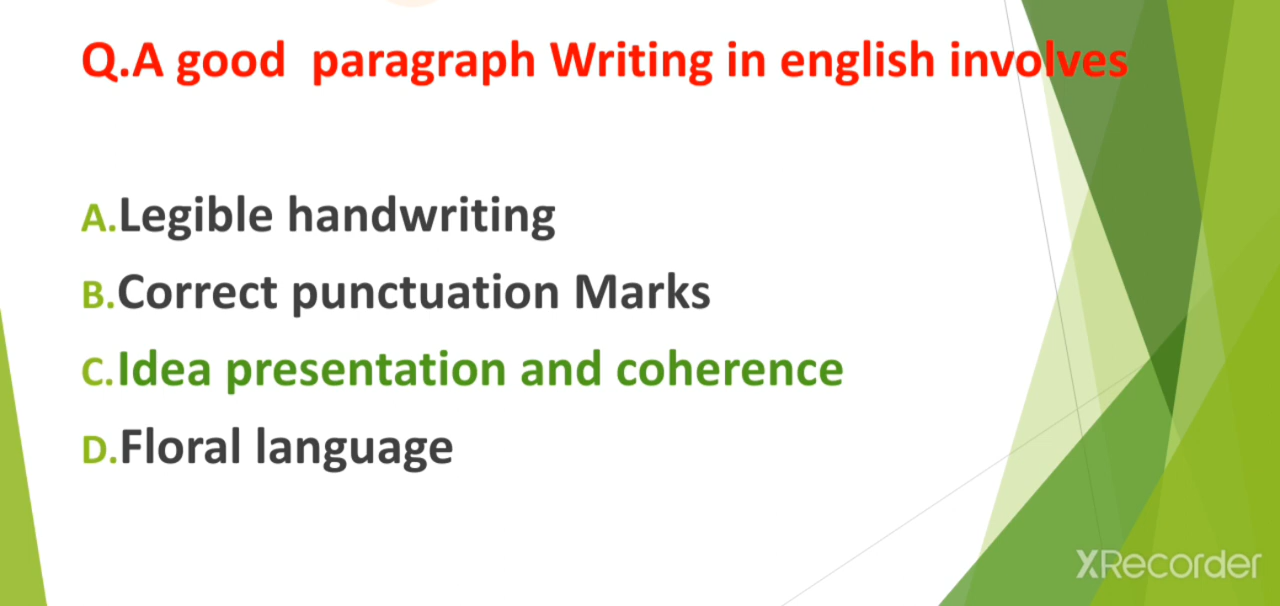 Q.A good paragraph Writing in english involves
A.Legible handwriting
B.Correct punctuation Marks
C.Idea presentation and coherence
D.Floral language
XRecorder